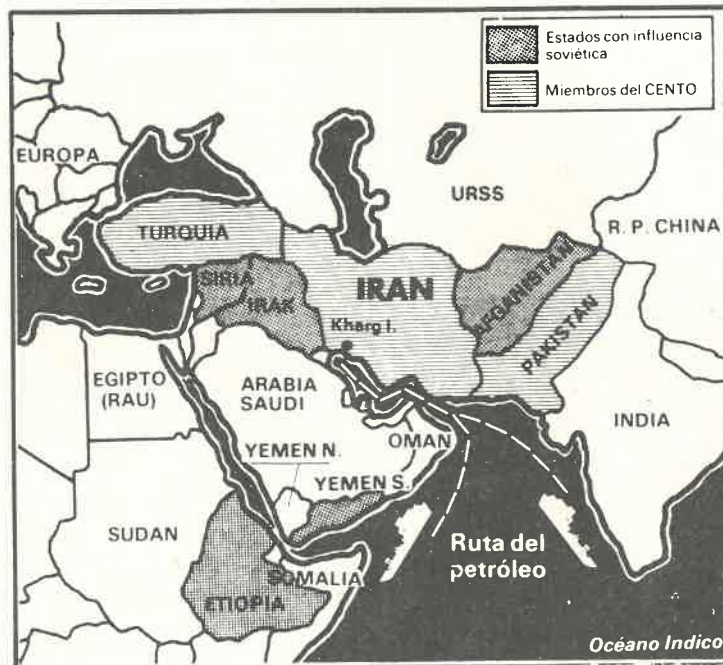 Estados con influencia
soviética
Miembros del CENTO
EUROPA
URSS
R. P. CHINA
TURQUIA
SIRIA
IRAK
IRAN
AFGANISTAN
Kharg I.
PAKISTAN
EGIPTO
(RAU)
ARABIA
SAUDI
INDIA
OMAN
YEMEN N.
YEMEN S.
SUDAN
Ruta del
petróleo
SOMALIA
ETIOPIA
Océano Indico